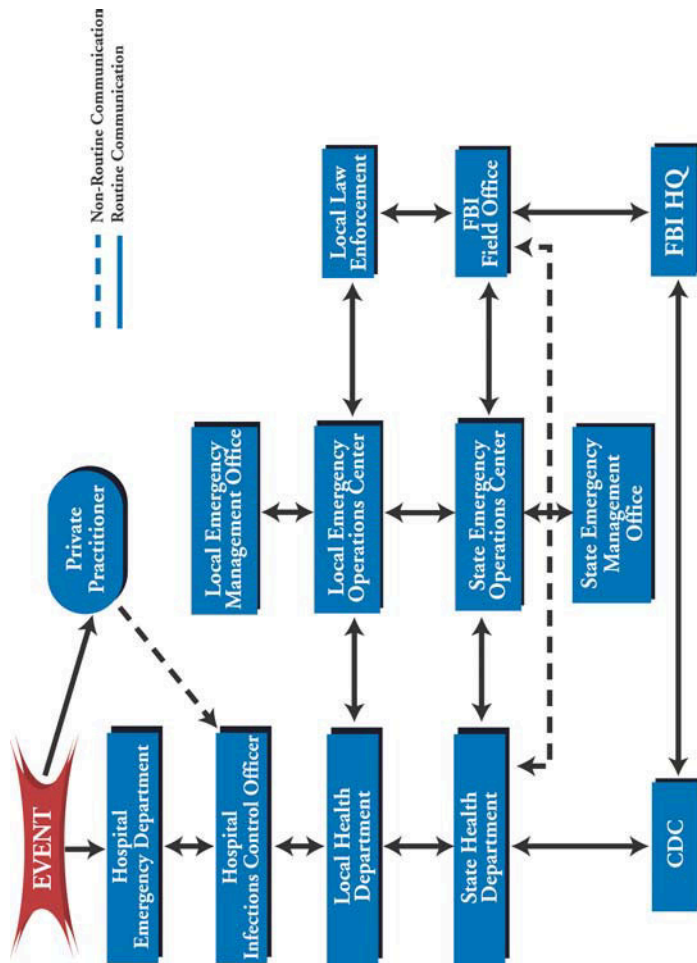 Non-Routine Communication
Routine Communication
EVENT
Private
Practitioner
Hospital
Emergency Department
Hospital
Infections Control Officer
Local Emergency
Management Office
Local Health
Department
Local Emergency
Operations Center
Local Law
Enforcement
State Health
Department
State Emergency
Operations Center
FBI
Field Office
State Emergency
Management
Office
CDC
FBI HQ